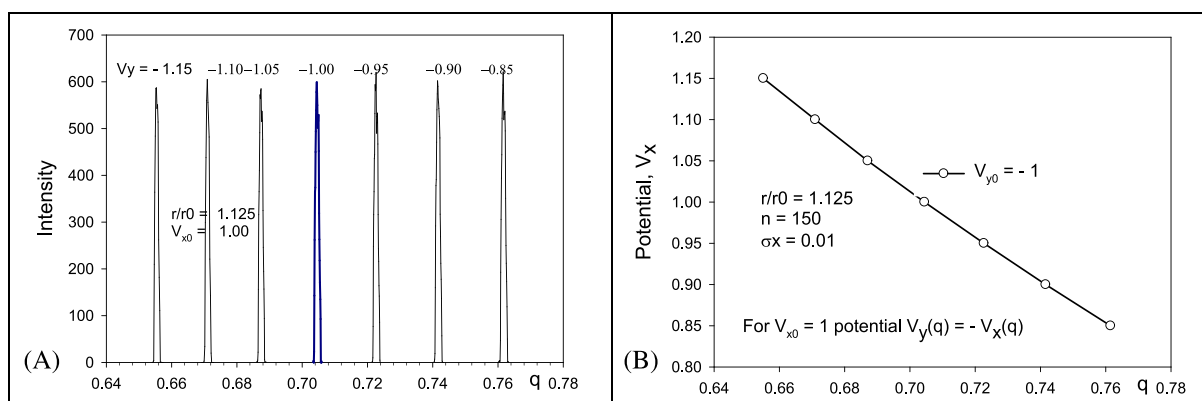 700
600
500
400
300
200
100
0
Intensity
Vy = - 1.15 −1.10 −1.05 −1.00 −0.95 −0.90 −0.85
r/r0 = 1.125
Vx0 = 1.00
0.64 0.66 0.68 0.70 0.72 0.74 0.76 q 0.78
(A)
1.20
1.15
1.10
1.05
1.00
0.95
0.90
0.85
0.80
Potential, Vx
Vy0 = - 1
r/r0 = 1.125
n = 150
σx = 0.01
For Vx0 = 1 potential Vy(q) = - Vx(q)
0.64 0.66 0.68 0.70 0.72 0.74 0.76 q 0.78
(B)